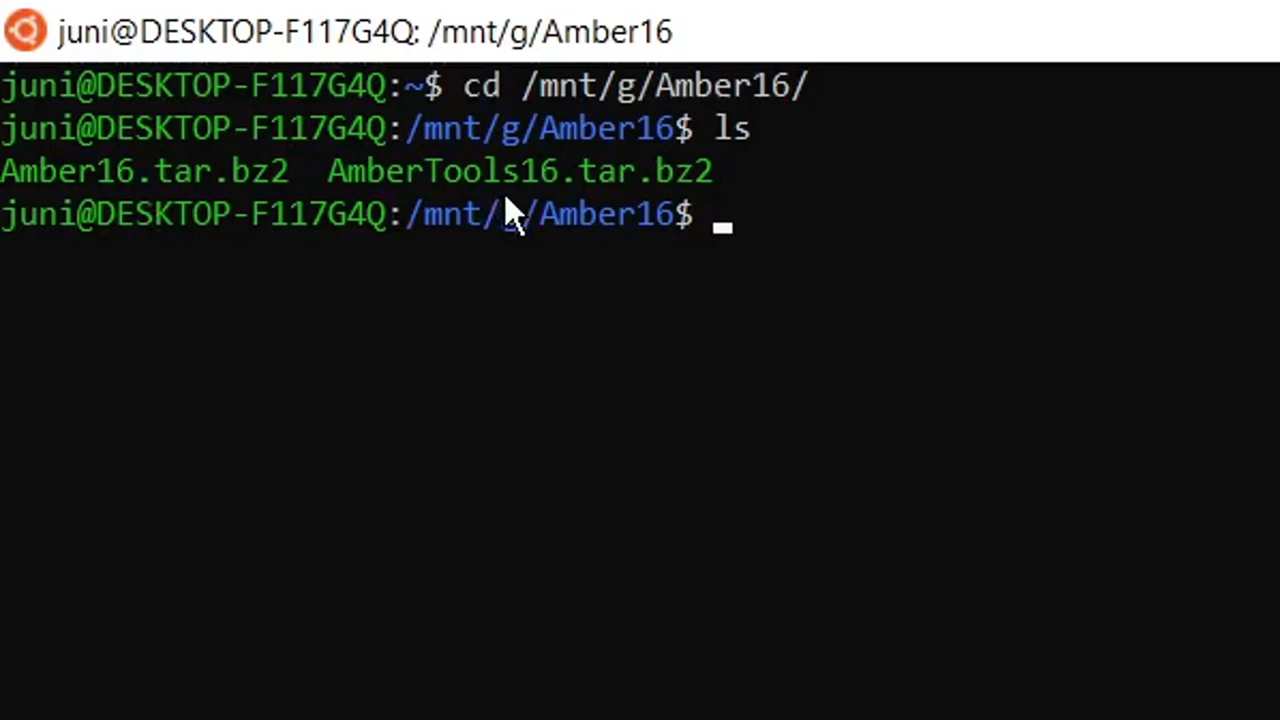 juni@DESKTOP-F117G4Q: /mnt/g/Amber16
juni@DESKTOP-F117G4Q:~$ cd /mnt/g/Amber16/
juni@DESKTOP-F117G4Q:/mnt/g/Amber16$ ls
Amber16.tar.bz2  AmberTools16.tar.bz2
juni@DESKTOP-F117G4Q:/mnt/g/Amber16$